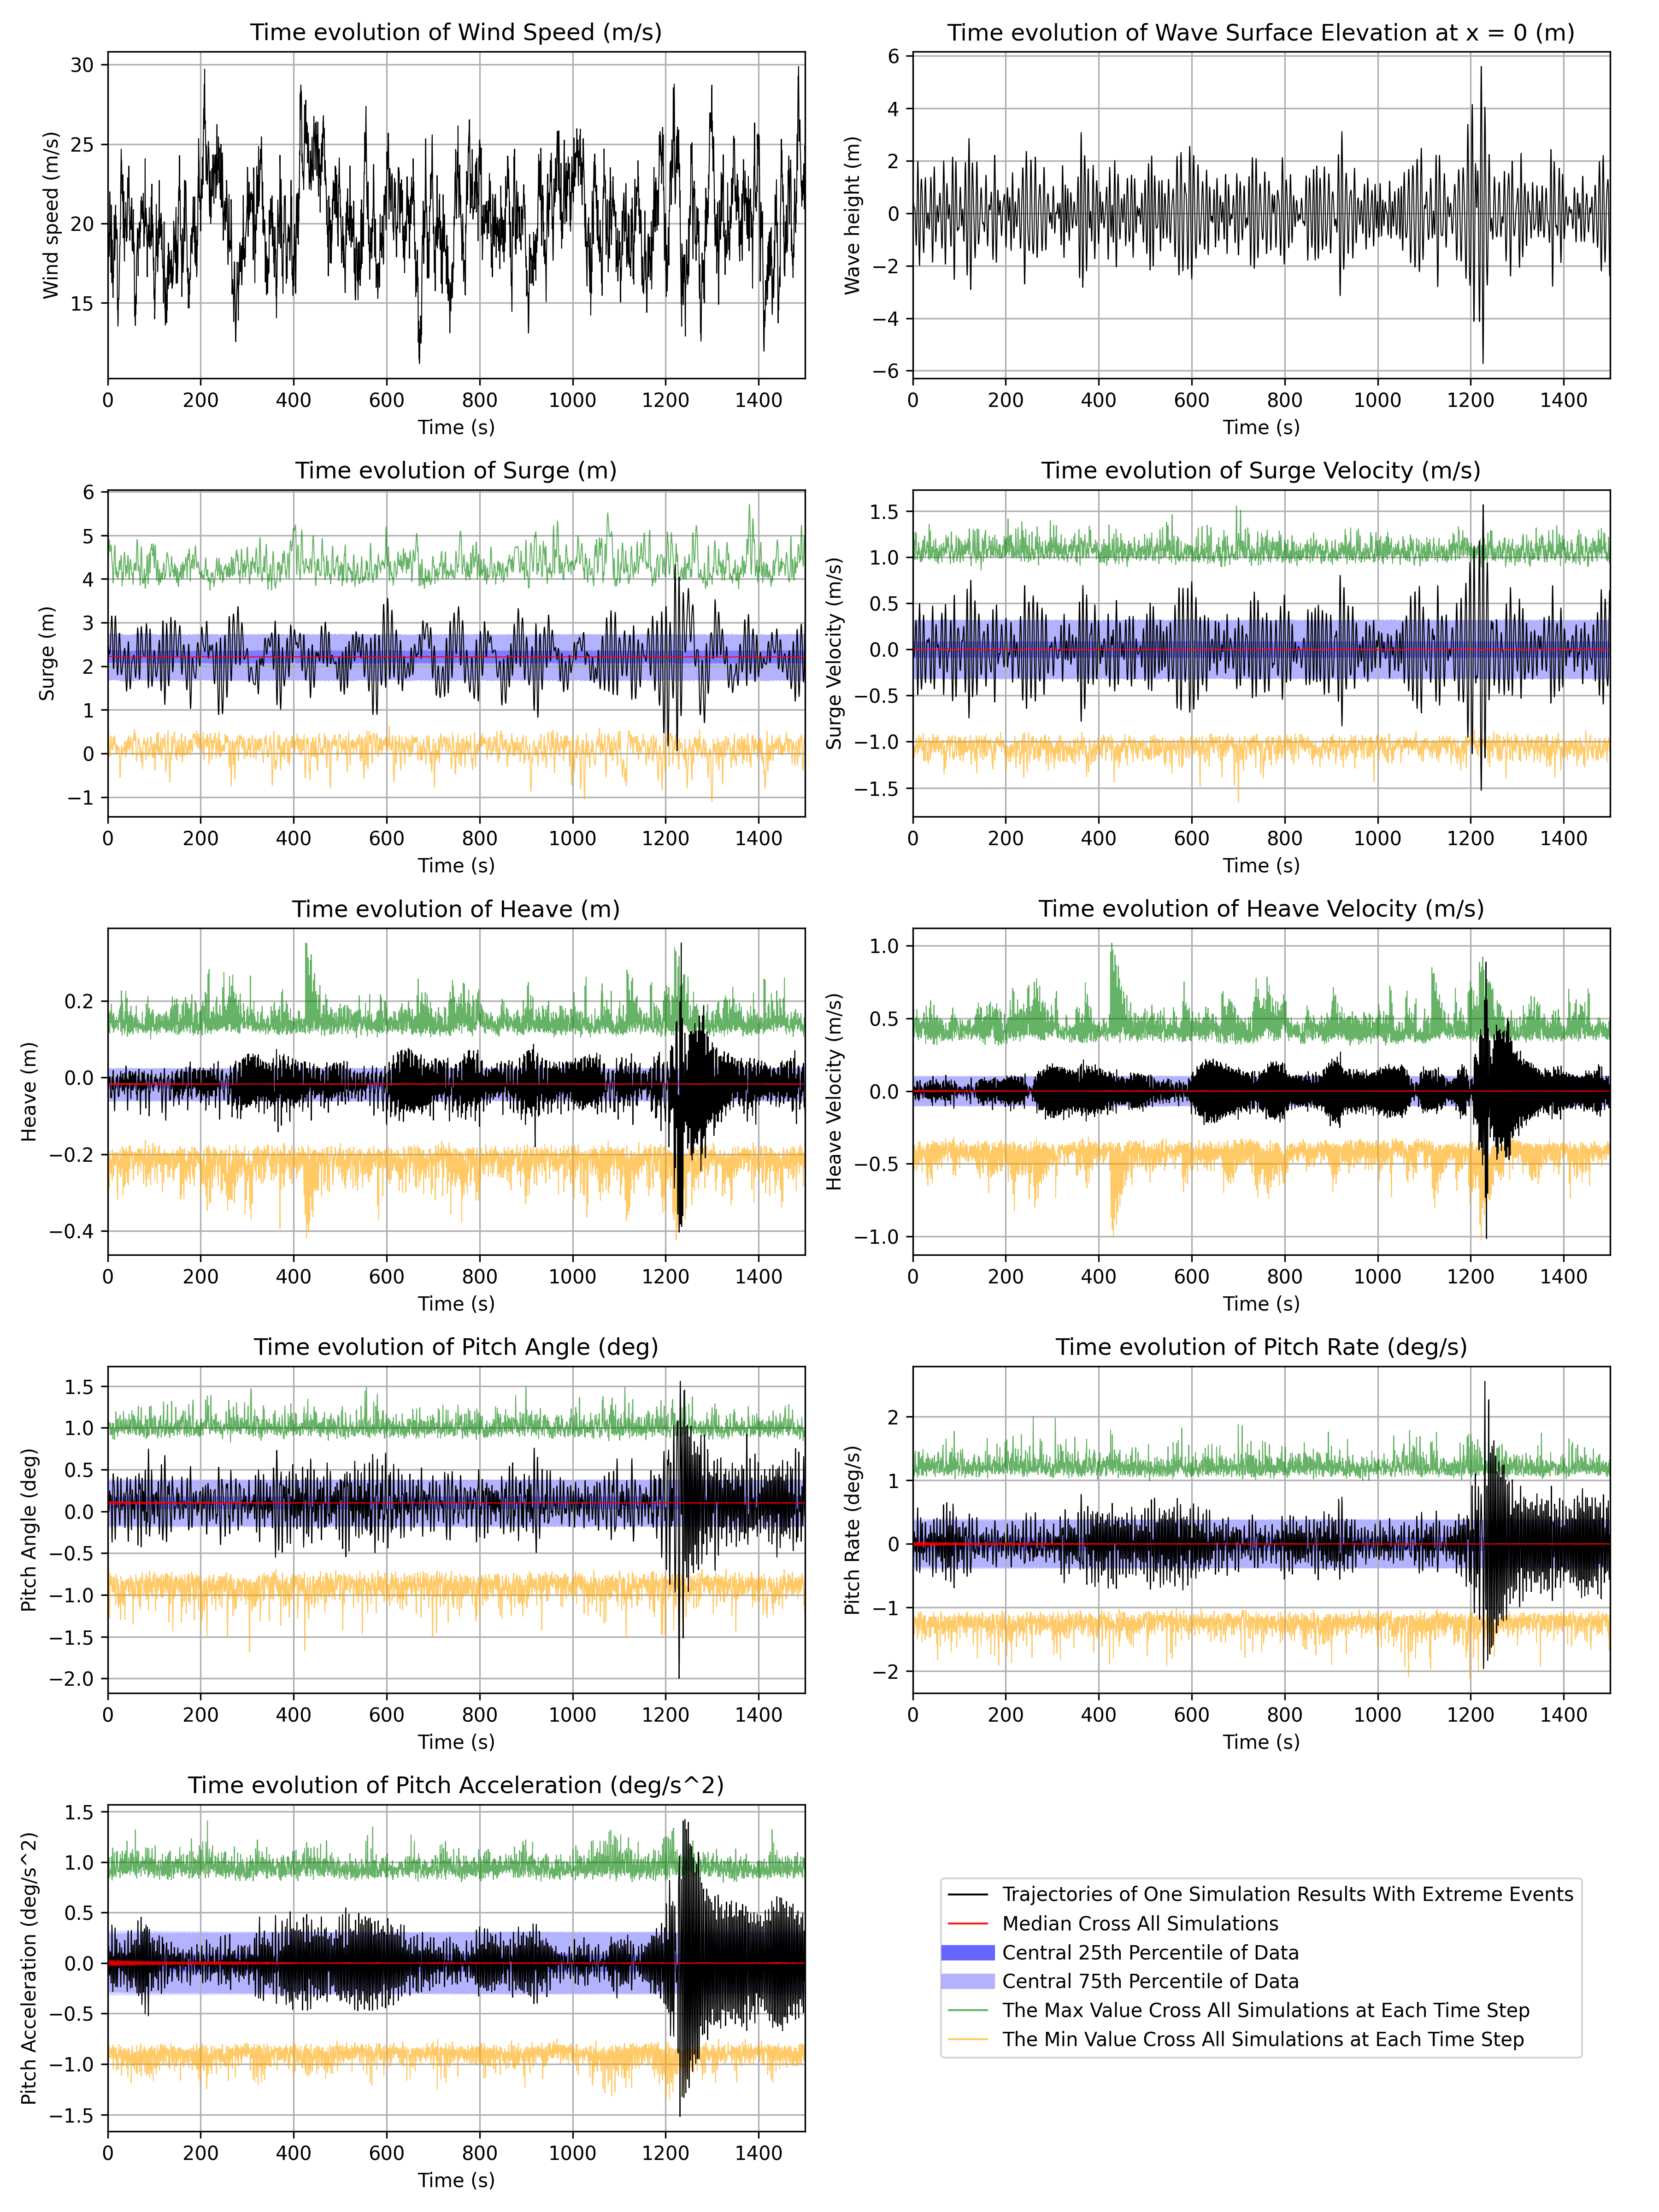 Time evolution of Wind Speed (m/s)
30
25
20
15
Wind speed (m/s)
0 200 400 600 800 1000 1200 1400
Time (s)
Time evolution of Wave Surface Elevation at x = 0 (m)
6
4
2
0
−2
−4
−6
Wave height (m)
0 200 400 600 800 1000 1200 1400
Time (s)
Time evolution of Surge (m)
6
5
4
3
2
1
0
−1
Surge (m)
0 200 400 600 800 1000 1200 1400
Time (s)
Time evolution of Surge Velocity (m/s)
1.5
1.0
0.5
0.0
−0.5
−1.0
−1.5
Surge Velocity (m/s)
0 200 400 600 800 1000 1200 1400
Time (s)
Time evolution of Heave (m)
0.2
0.0
−0.2
−0.4
Heave (m)
0 200 400 600 800 1000 1200 1400
Time (s)
Time evolution of Heave Velocity (m/s)
1.0
0.5
0.0
−0.5
−1.0
Heave Velocity (m/s)
0 200 400 600 800 1000 1200 1400
Time (s)
Time evolution of Pitch Angle (deg)
1.5
1.0
0.5
0.0
−0.5
−1.0
−1.5
−2.0
Pitch Angle (deg)
0 200 400 600 800 1000 1200 1400
Time (s)
Time evolution of Pitch Rate (deg/s)
2
1
0
−1
−2
Pitch Rate (deg/s)
0 200 400 600 800 1000 1200 1400
Time (s)
Time evolution of Pitch Acceleration (deg/s^2)
1.5
1.0
0.5
0.0
−0.5
−1.0
−1.5
Pitch Acceleration (deg/s^2)
0 200 400 600 800 1000 1200 1400
Time (s)
Trajectories of One Simulation Results With Extreme Events
Median Cross All Simulations
Central 25th Percentile of Data
Central 75th Percentile of Data
The Max Value Cross All Simulations at Each Time Step
The Min Value Cross All Simulations at Each Time Step